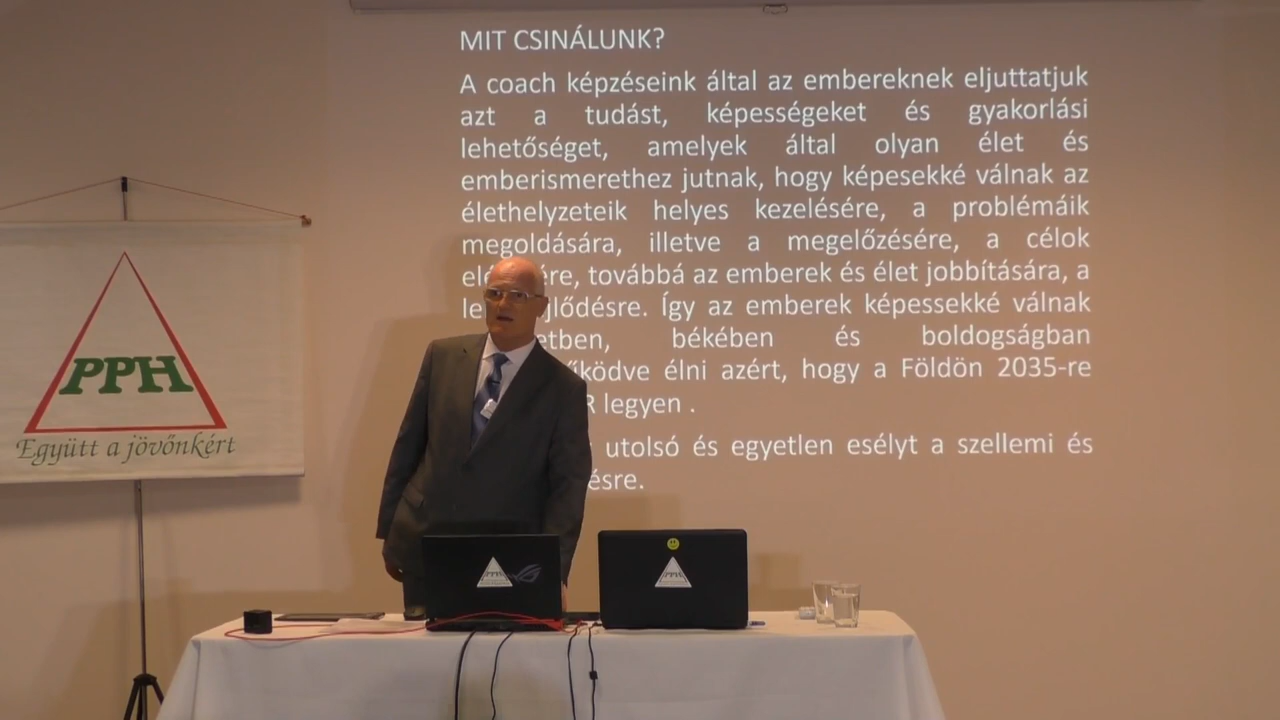 MIT CSINÁLUNK?
A coach képzéseink által az embereknek eljuttatjuk
azt a tudást, képességeket és gyakorlási
lehetőséget, amelyek által olyan élet és
emberismerethez jutnak, hogy képesekké válnak az
élethelyzeteik helyes kezelésére, a problémáik
megoldására, illetve a megelőzésére, a célok
továbbá az emberek és élet jobbítására, a
Így az emberek képessekké válnak
békében és boldogságban
élni azért, hogy a Földön 2035-re
legyen .
utolsó és egyetlen esélyt a szellemi és
PPH
Együtt a jövőnkért
PPH
PPH